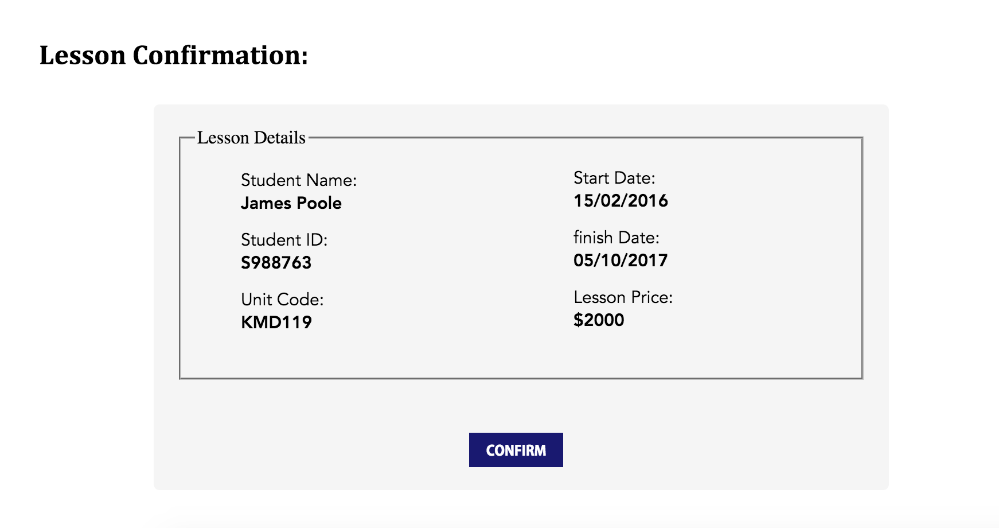 Lesson Confirmation:
Lesson Details
Student Name:
James Poole
Student ID:
S988763
Unit Code:
KMD119
Start Date:
15/02/2016
finish Date:
05/10/2017
Lesson Price:
$2000
CONFIRM